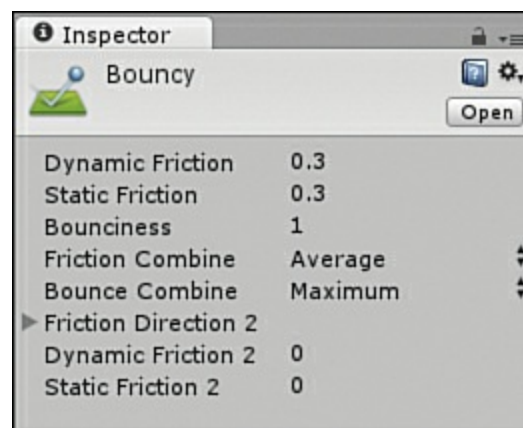 Inspector
Bouncy
Open
Dynamic Friction 0.3
Static Friction 0.3
Bounciness 1
Friction Combine Average
Bounce Combine Maximum
Friction Direction 2
Dynamic Friction 2 0
Static Friction 2 0